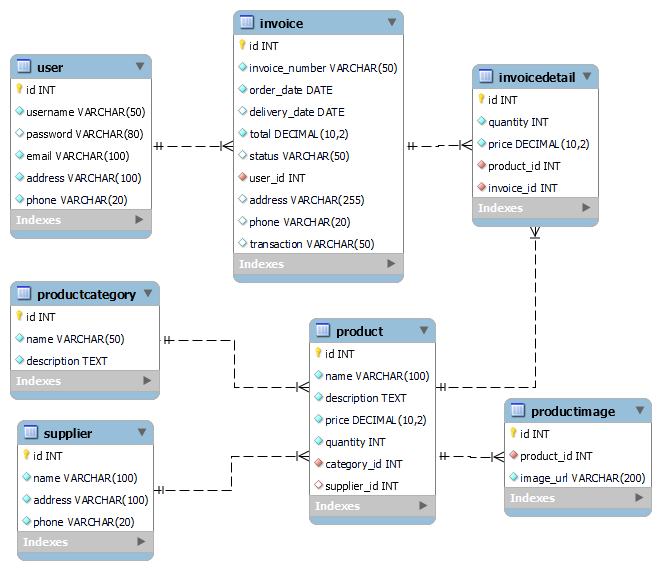 user
id INT
username VARCHAR(50)
password VARCHAR(80)
email VARCHAR(100)
address VARCHAR(100)
phone VARCHAR(20)
Indexes
invoice
id INT
invoice_number VARCHAR(50)
order_date DATE
delivery_date DATE
total DECIMAL(10,2)
status VARCHAR(50)
user_id INT
address VARCHAR(255)
phone VARCHAR(20)
transaction VARCHAR(50)
Indexes
invoicedetail
id INT
quantity INT
price DECIMAL(10,2)
product_id INT
invoice_id INT
Indexes
productcategory
id INT
name VARCHAR(50)
description TEXT
Indexes
supplier
id INT
name VARCHAR(100)
address VARCHAR(100)
phone VARCHAR(20)
Indexes
product
id INT
name VARCHAR(100)
description TEXT
price DECIMAL(10,2)
quantity INT
category_id INT
supplier_id INT
Indexes
productimage
id INT
product_id INT
image_url VARCHAR(200)
Indexes